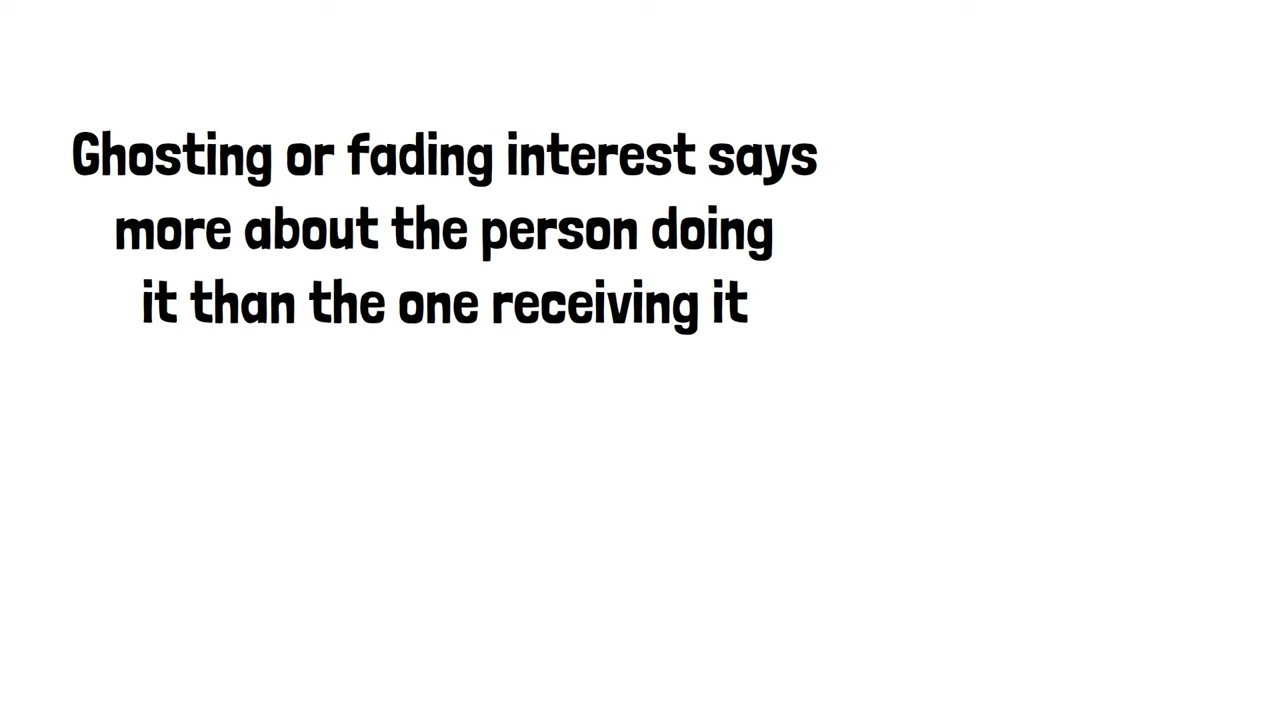 Ghosting or fading interest says
more about the person doing
it than the one receiving it